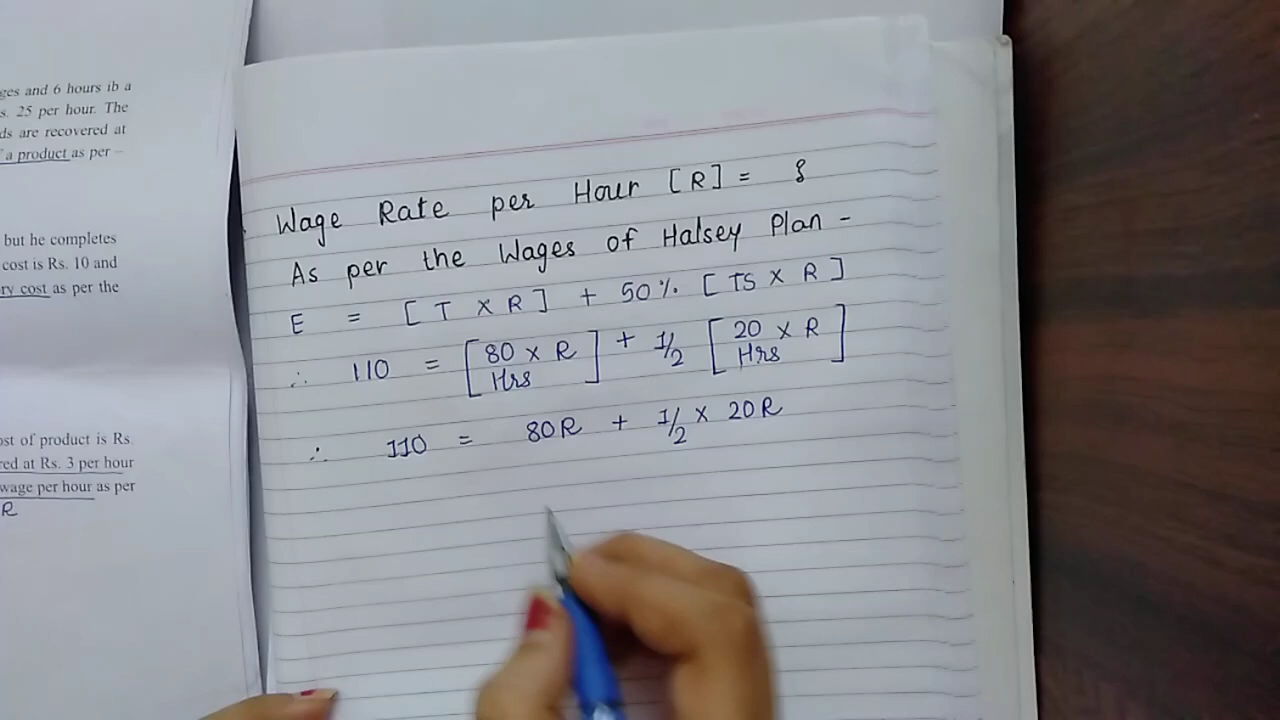 ges and 6 hours ib a
s. 25 per hour. The
ds are recovered at
a product as per –
but he completes
cost is Rs. 10 and
ry cost as per the
ost of product is Rs.
red at Rs. 3 per hour
wage per hour as per
R
Wage Rate per Hour [R] = ?
As per the Wages of Halsey Plan -
E = [ T X R ] + 50% [ TS X R ]
∴ 110 = [ 80 x R ] + 1/2 [ 20 x R ]
Hrs Hrs
∴ 110 = 80R + 1/2 x 20R